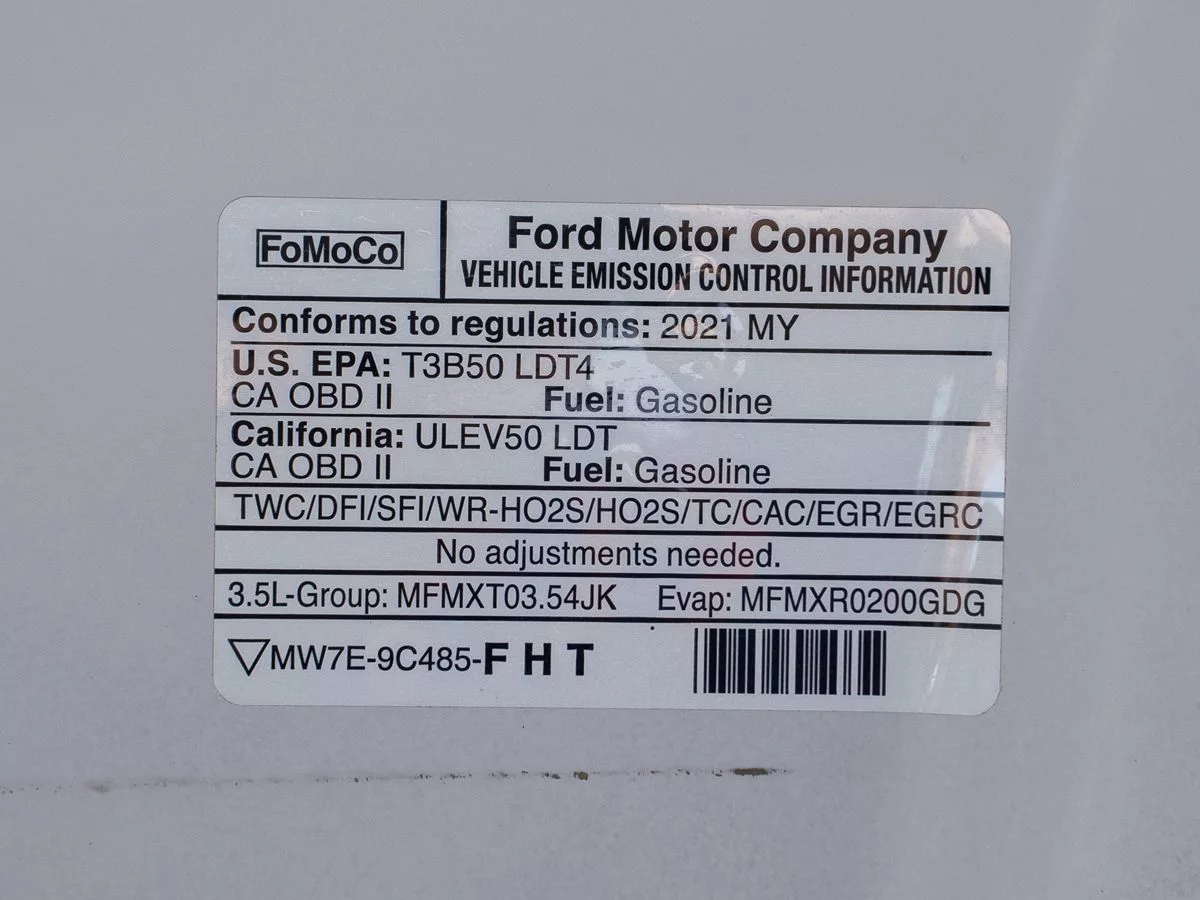 FoMoCo
Ford Motor Company
VEHICLE EMISSION CONTROL INFORMATION
Conforms to regulations: 2021 MY
U.S. EPA: T3B50 LDT4
CA OBD II Fuel: Gasoline
California: ULEV50 LDT
CA OBD II Fuel: Gasoline
TWC/DFI/SFI/WR-HO2S/HO2S/TC/CAC/EGR/EGRC
No adjustments needed.
3.5L-Group: MFMXT03.54JK Evap: MFMXR0200GDG
MW7E-9C485-F H T